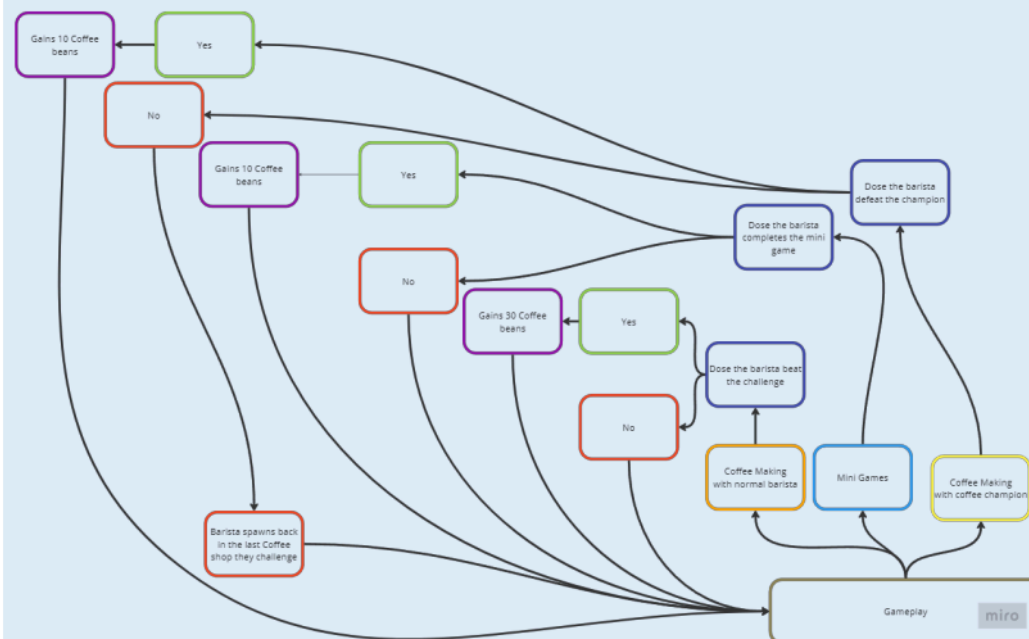 Gains 10 Coffee
beans
Yes
No
Gains 10 Coffee
beans
Yes
Dose the barista
defeat the champion
Dose the barista
completes the mini
game
No
Gains 30 Coffee
beans
Yes
Dose the barista beat
the challenge
No
Coffee Making
with normal barista
Mini Games
Coffee Making
with coffee champion
Barista spawns back
in the last Coffee
shop they challenge
Gameplay
miro